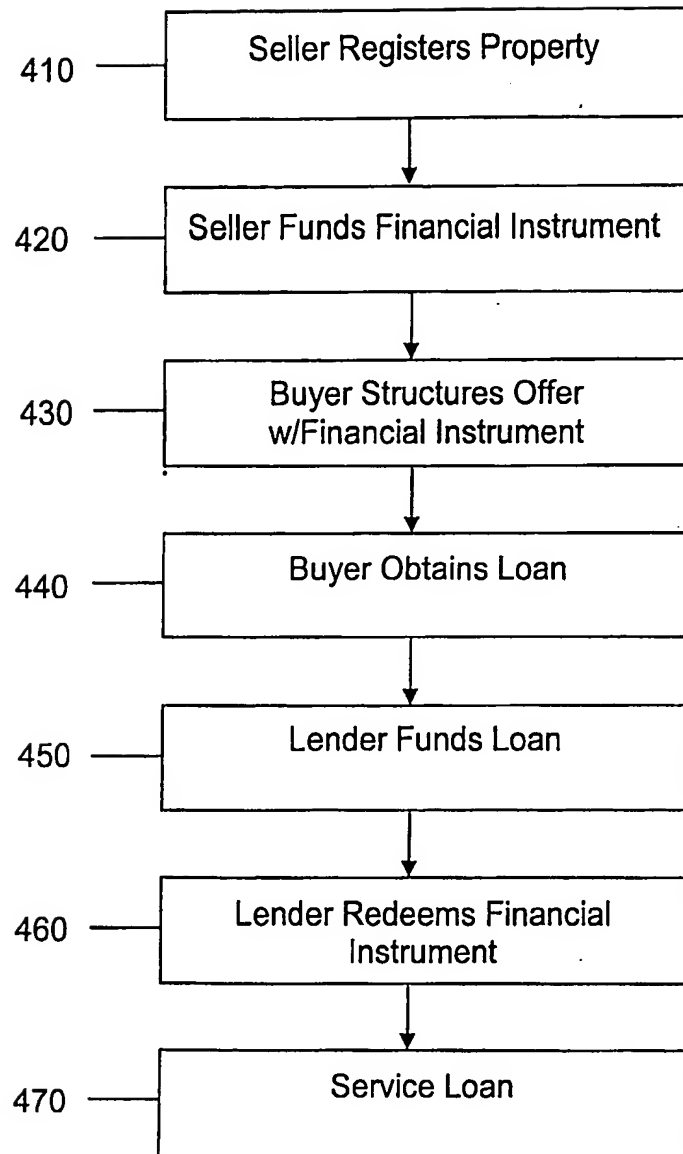 410
Seller Registers Property
420
Seller Funds Financial Instrument
430
Buyer Structures Offer
w/Financial Instrument
440
Buyer Obtains Loan
450
Lender Funds Loan
460
Lender Redeems Financial
Instrument
470
Service Loan